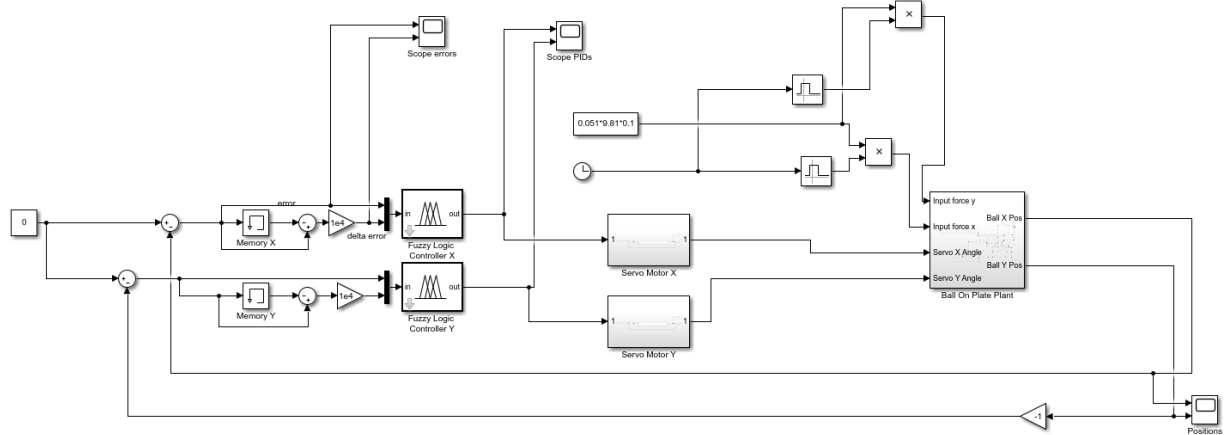 Scope errors
Scope PIDs
×
0.051*9.81*0.1
×
error
0
+
-
Memory X
-
+
1e4
delta error
in
out
Fuzzy Logic
Controller X
+
-
Memory Y
-
+
1e4
in
out
Fuzzy Logic
Controller Y
1
1
Servo Motor X
1
1
Servo Motor Y
Input force y
Input force x
Servo X Angle
Servo Y Angle
Ball X Pos
Ball Y Pos
Ball On Plate Plant
-1
Positions